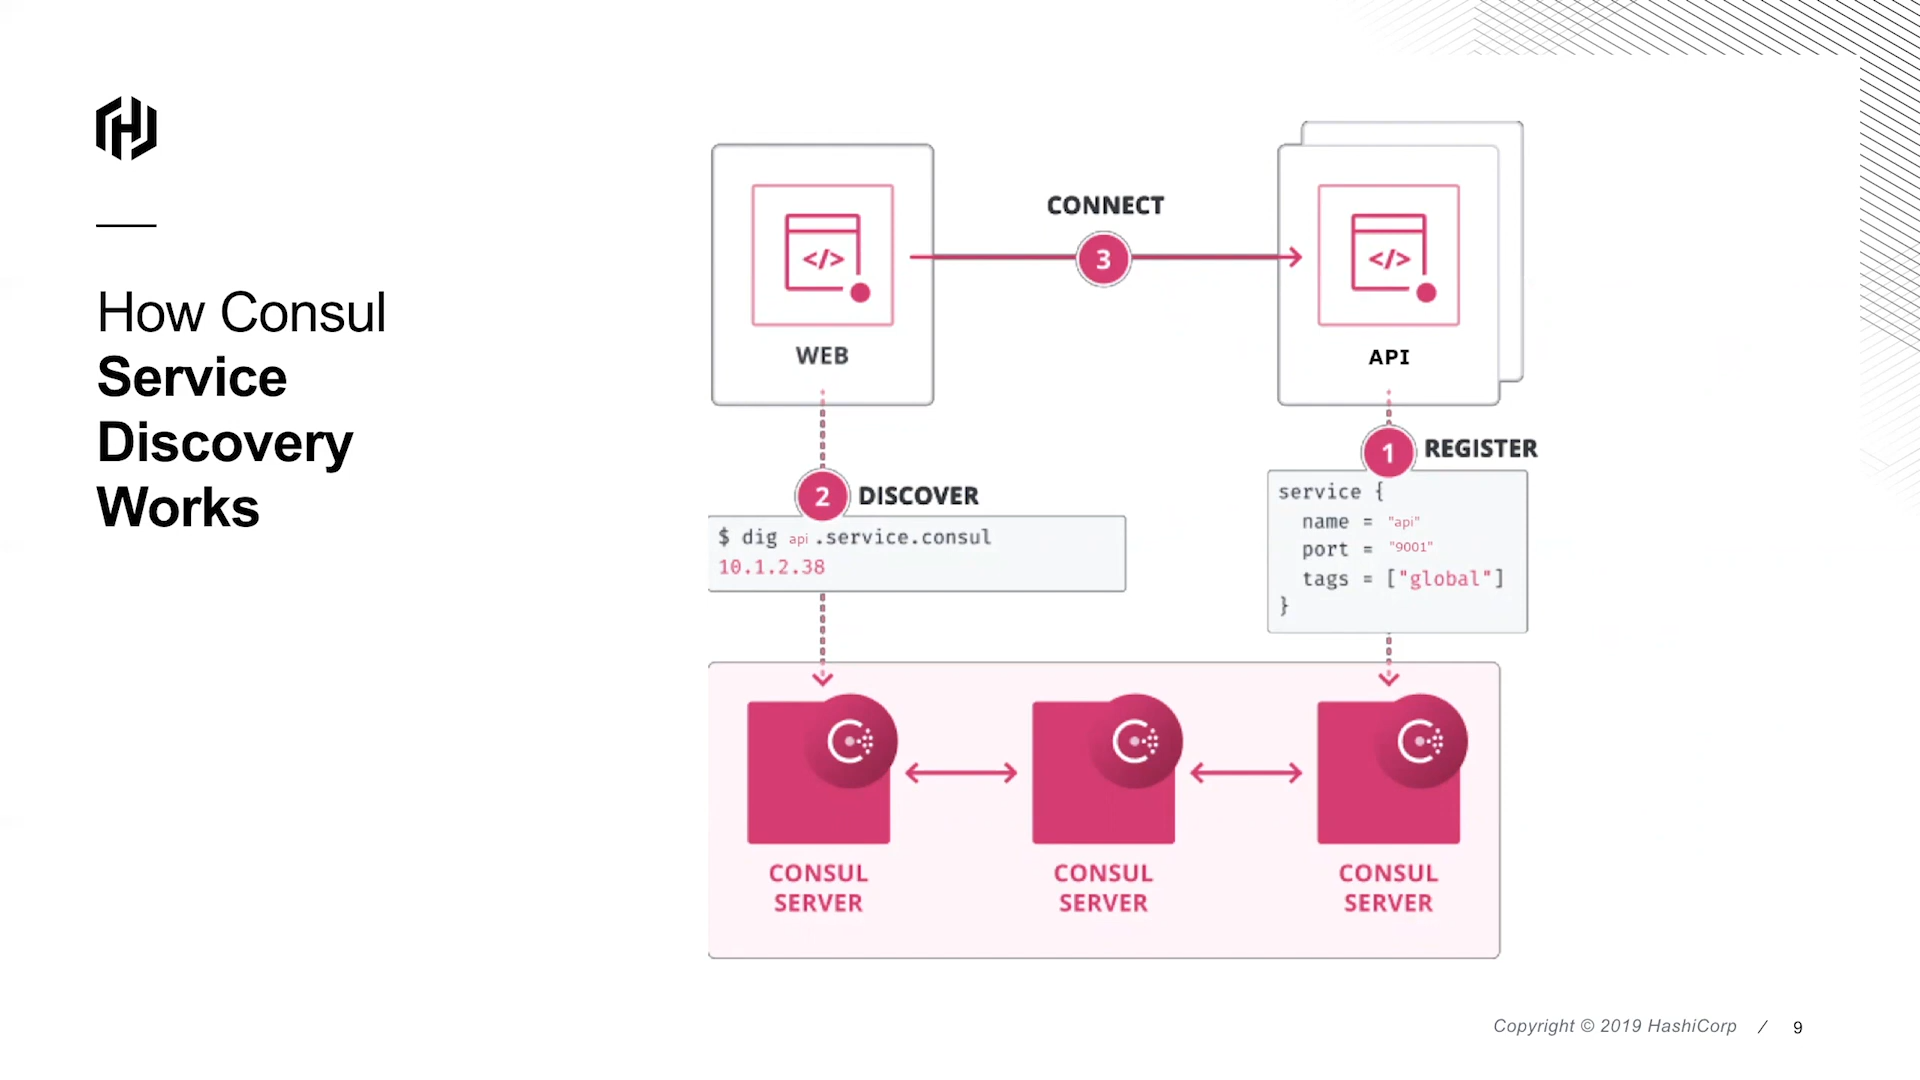 How Consul
Service
Discovery
Works
CONNECT
3
</>
WEB
</>
API
1 REGISTER
service {
name = "api"
port = "9001"
tags = ["global"]
}
2 DISCOVER
$ dig api .service.consul
10.1.2.38
CONSUL
SERVER
CONSUL
SERVER
CONSUL
SERVER
Copyright © 2019 HashiCorp / 9